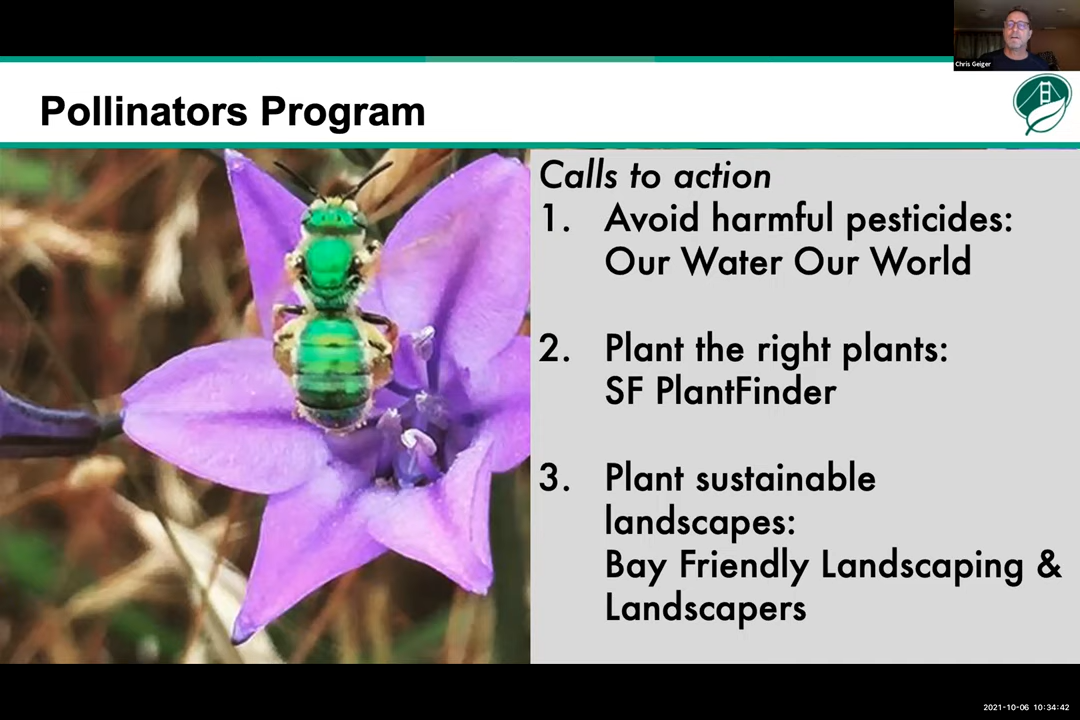 Chris Geiger
Pollinators Program
Calls to action
1. Avoid harmful pesticides:
Our Water Our World
2. Plant the right plants:
SF PlantFinder
3. Plant sustainable
landscapes:
Bay Friendly Landscaping &
Landscapers
2021-10-06 10:34:42